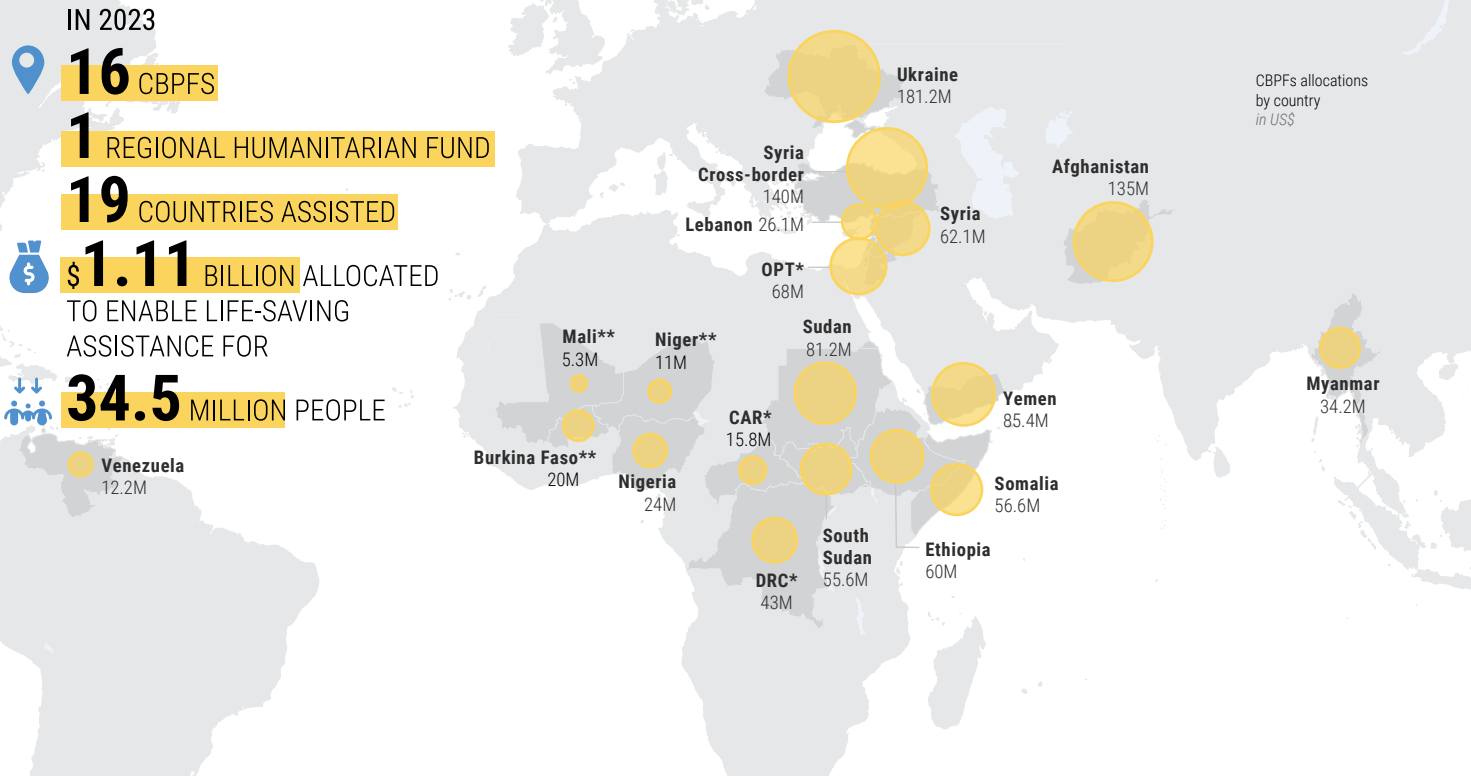 IN 2023
16 CBPFS
1 REGIONAL HUMANITARIAN FUND
19 COUNTRIES ASSISTED
$ 1.11 BILLION ALLOCATED
TO ENABLE LIFE-SAVING
ASSISTANCE FOR
34.5 MILLION PEOPLE
CBPFs allocations
by country
in US$
Ukraine
181.2M
Syria
Cross-border
140M
Lebanon 26.1M
Syria
62.1M
OPT*
68M
Afghanistan
135M
Mali**
5.3M
Niger**
11M
Sudan
81.2M
Yemen
85.4M
Myanmar
34.2M
Burkina Faso**
20M
Nigeria
24M
CAR*
15.8M
Venezuela
12.2M
Somalia
56.6M
South
Sudan
55.6M
Ethiopia
60M
DRC*
43M
$